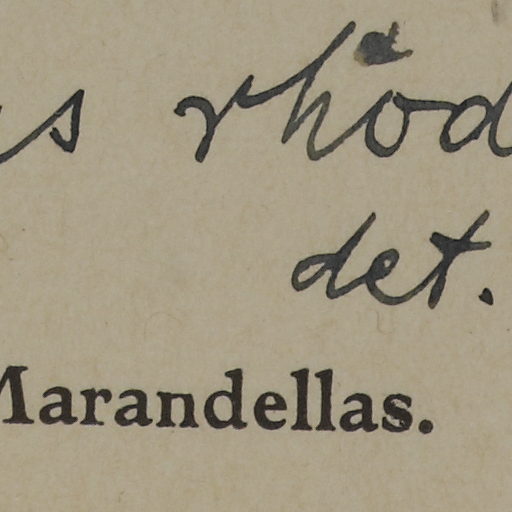 s rhod
det.
Marandellas.